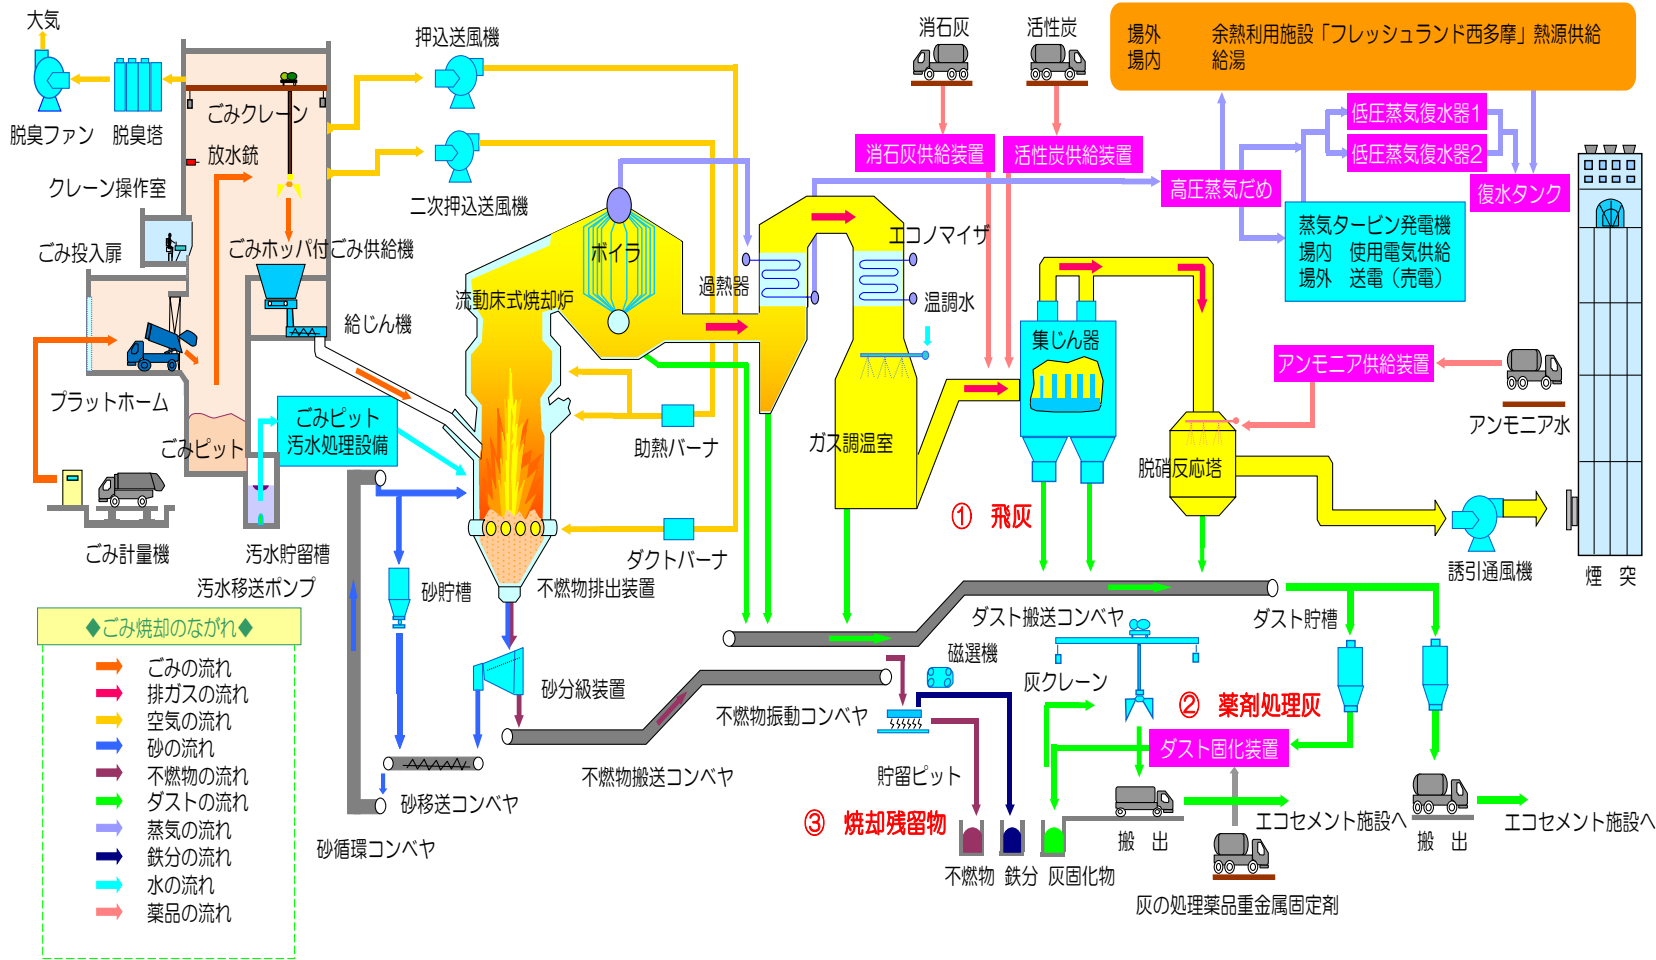 大気
脱臭ファン
脱臭塔
クレーン操作室
ごみ投入扉
プラットホーム
ごみ計量機
ごみクレーン
放水銃
ごみホッパ付ごみ供給機
給じん機
ごみピット
ごみピット
汚水処理設備
汚水貯留槽
汚水移送ポンプ
押込送風機
二次押込送風機
流動床式焼却炉
ボイラ
過熱器
エコノマイザ
温調水
ガス調温室
助熱バーナ
ダクトバーナ
不燃物排出装置
砂貯槽
砂分級装置
砂移送コンベヤ
砂循環コンベヤ
不燃物搬送コンベヤ
不燃物振動コンベヤ
磁選機
貯留ピット
消石灰
活性炭
消石灰供給装置
活性炭供給装置
場外 余熱利用施設「フレッシュランド西多摩」熱源供給
場内 給湯
低圧蒸気復水器1
低圧蒸気復水器2
高圧蒸気だめ
復水タンク
蒸気タービン発電機
場内 使用電気供給
場外 送電（売電）
集じん器
アンモニア供給装置
アンモニア水
脱硝反応塔
誘引通風機
煙 突
① 飛灰
ダスト搬送コンベヤ
ダスト貯槽
灰クレーン
② 薬剤処理灰
ダスト固化装置
③ 焼却残留物
不燃物
鉄分
灰固化物
搬 出
エコセメント施設へ
搬 出
エコセメント施設へ
灰の処理薬品重金属固定剤
◆ごみ焼却のながれ◆
ごみの流れ
排ガスの流れ
空気の流れ
砂の流れ
不燃物の流れ
ダストの流れ
蒸気の流れ
鉄分の流れ
水の流れ
薬品の流れ